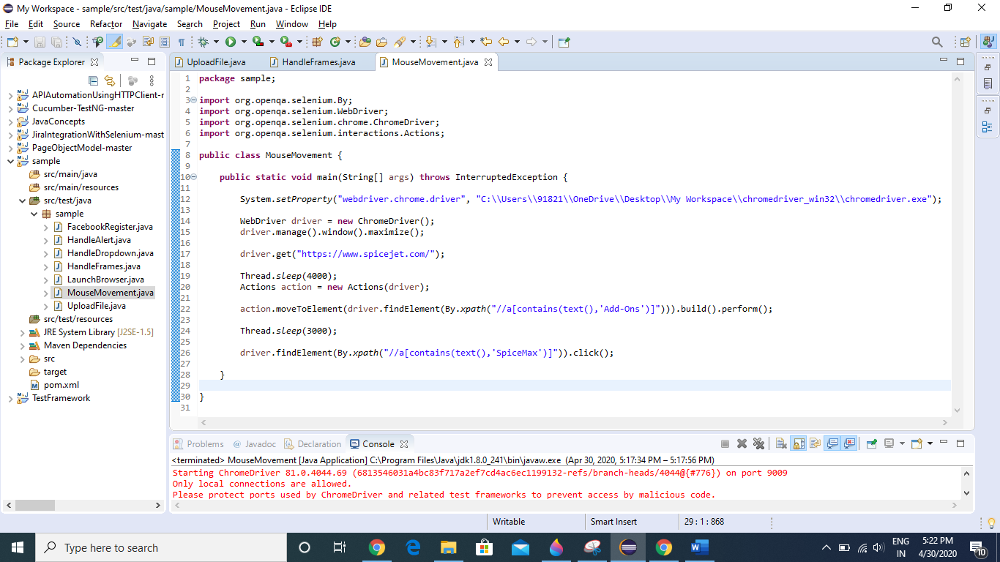 My Workspace - sample/src/test/java/sample/MouseMovement.java - Eclipse IDE
File Edit Source Refactor Navigate Search Project Run Window Help
Package Explorer
APIAutomationUsingHTTPClient-r
Cucumber-TestNG-master
JavaConcepts
JiraIntegrationWithSelenium-mast
PageObjectModel-master
sample
src/main/java
src/main/resources
src/test/java
sample
FacebookRegister.java
HandleAlert.java
HandleDropdown.java
HandleFrames.java
LaunchBrowser.java
MouseMovement.java
UploadFile.java
src/test/resources
JRE System Library [J2SE-1.5]
Maven Dependencies
src
target
pom.xml
TestFramework
UploadFile.java HandleFrames.java MouseMovement.java
1 package sample;
2
3 import org.openqa.selenium.By;
4 import org.openqa.selenium.WebDriver;
5 import org.openqa.selenium.chrome.ChromeDriver;
6 import org.openqa.selenium.interactions.Actions;
7
8 public class MouseMovement {
9
10 public static void main(String[] args) throws InterruptedException {
11
12 System.setProperty("webdriver.chrome.driver", "C:\\Users\\91821\\OneDrive\\Desktop\\My Workspace\\chromedriver_win32\\chromedriver.exe");
13
14 WebDriver driver = new ChromeDriver();
15 driver.manage().window().maximize();
16
17 driver.get("https://www.spicejet.com/");
18
19 Thread.sleep(4000);
20 Actions action = new Actions(driver);
21
22 action.moveToElement(driver.findElement(By.xpath("//a[contains(text(),'Add-Ons')]"))).build().perform();
23
24 Thread.sleep(3000);
25
26 driver.findElement(By.xpath("//a[contains(text(),'SpiceMax')]")).click();
27
28 }
29
30 }
31
Problems @ Javadoc Declaration Console
<terminated> MouseMovement [Java Application] C:\Program Files\Java\jdk1.8.0_241\bin\javaw.exe (Apr 30, 2020, 5:17:34 PM – 5:17:56 PM)
Starting ChromeDriver 81.0.4044.69 (6813546031a4bc83f717a2ef7cd4ac6ec1199132-refs/branch-heads/4044@{#776}) on port 9009
Only local connections are allowed.
Please protect ports used by ChromeDriver and related test frameworks to prevent access by malicious code.
Writable Smart Insert 29 : 1 : 868
Type here to search
ENG
IN
5:22 PM
4/30/2020
10